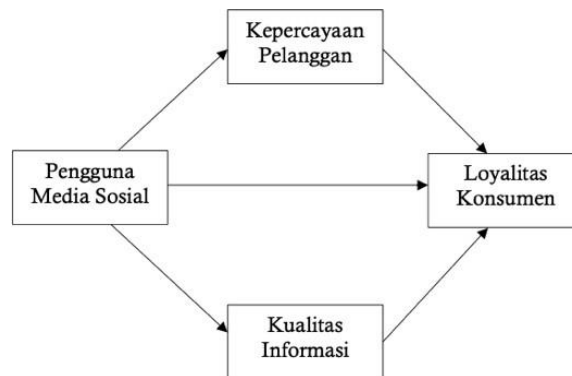 Kepercayaan
Pelanggan
Pengguna
Media Sosial
Loyalitas
Konsumen
Kualitas
Informasi